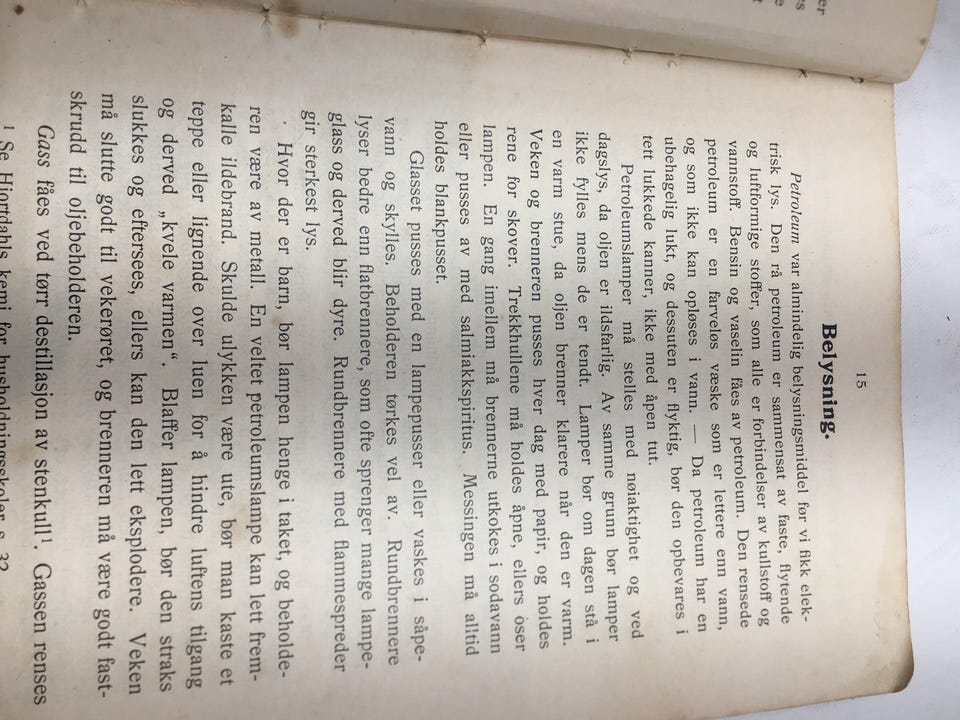 er
s
e
t
15
Belysning.
Petroleum var almindelig belysningsmiddel før vi fikk elek-
trisk lys. Den rå petroleum er sammensat av faste, flytende
og luftformige stoffer, som alle er forbindelser av kullstoff og
vannstoff. Bensin og vaselin fåes av petroleum. Den rensede
petroleum er en farveløs væske som er lettere enn vann,
og som ikke kan opløses i vann. — Da petroleum har en
ubehagelig lukt, og dessuten er flyktig, bør den opbevares i
tett lukkede kanner, ikke med åpen tut.
Petroleumslamper må stelles med nøiaktighet og ved
dagslys, da oljen er ildsfarlig. Av samme grunn bør lamper
ikke fylles mens de er tendt. Lamper bør om dagen stå i
en varm stue, da oljen brenner klarere når den er varm.
Veken og brenneren pusses hver dag med papir, og holdes
rene for skover. Trekkhullene må holdes åpne, ellers oser
lampen. En gang imellem må brennerne utkokes i sodavann
eller pusses av med salmiakkspiritus. Messingen må alltid
holdes blankpusset.
Glasset pusses med en lampepusser eller vaskes i såpe-
vann og skylles. Beholderen tørkes vel av. Rundbrennere
lyser bedre enn flatbrennere, som ofte sprenger mange lampe-
glass og derved blir dyre. Rundbrennere med flammespreder
gir sterkest lys.
Hvor der er barn, bør lampen henge i taket, og beholde-
ren være av metall. En veltet petroleumslampe kan lett frem-
kalle ildebrand. Skulde ulykken være ute, bør man kaste et
teppe eller lignende over luen for å hindre luftens tilgang
og derved „kvele varmen“. Blaffer lampen, bør den straks
slukkes og eftersees, ellers kan den lett eksplodere. Veken
må slutte godt til vekerøret, og brenneren må være godt fast-
skrudd til oljebeholderen.
Gass fåes ved tørr destillasjon av stenkull¹. Gassen renses
¹ Se Hjortdahls kemi for husholdningsskoler s. 32